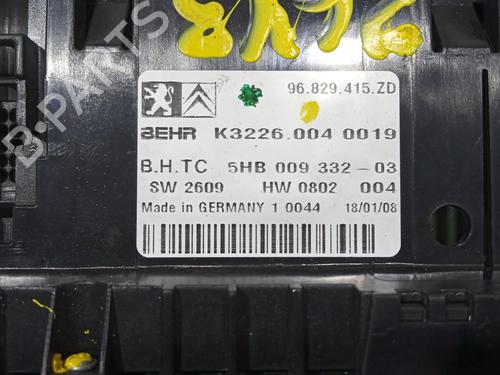 96.829.415.ZD
BEHR K3226.004 0019
B.H.TC 5HB 009 332-03
SW 2609 HW 0802 004
Made in GERMANY 1 0044 18/01/08
B-PARTS